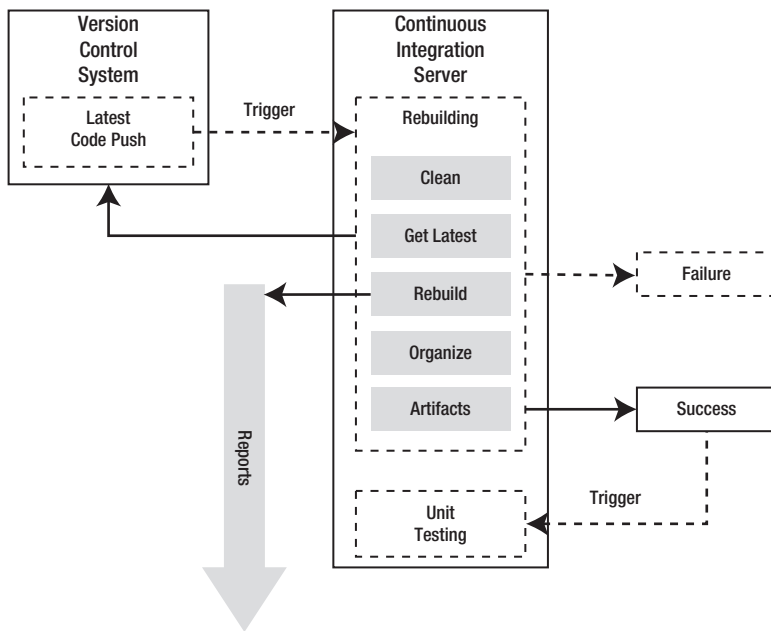 Version
Control
System
Latest
Code Push
Trigger
Continuous
Integration
Server
Rebuilding
Clean
Get Latest
Rebuild
Organize
Artifacts
Failure
Success
Trigger
Unit
Testing
Reports